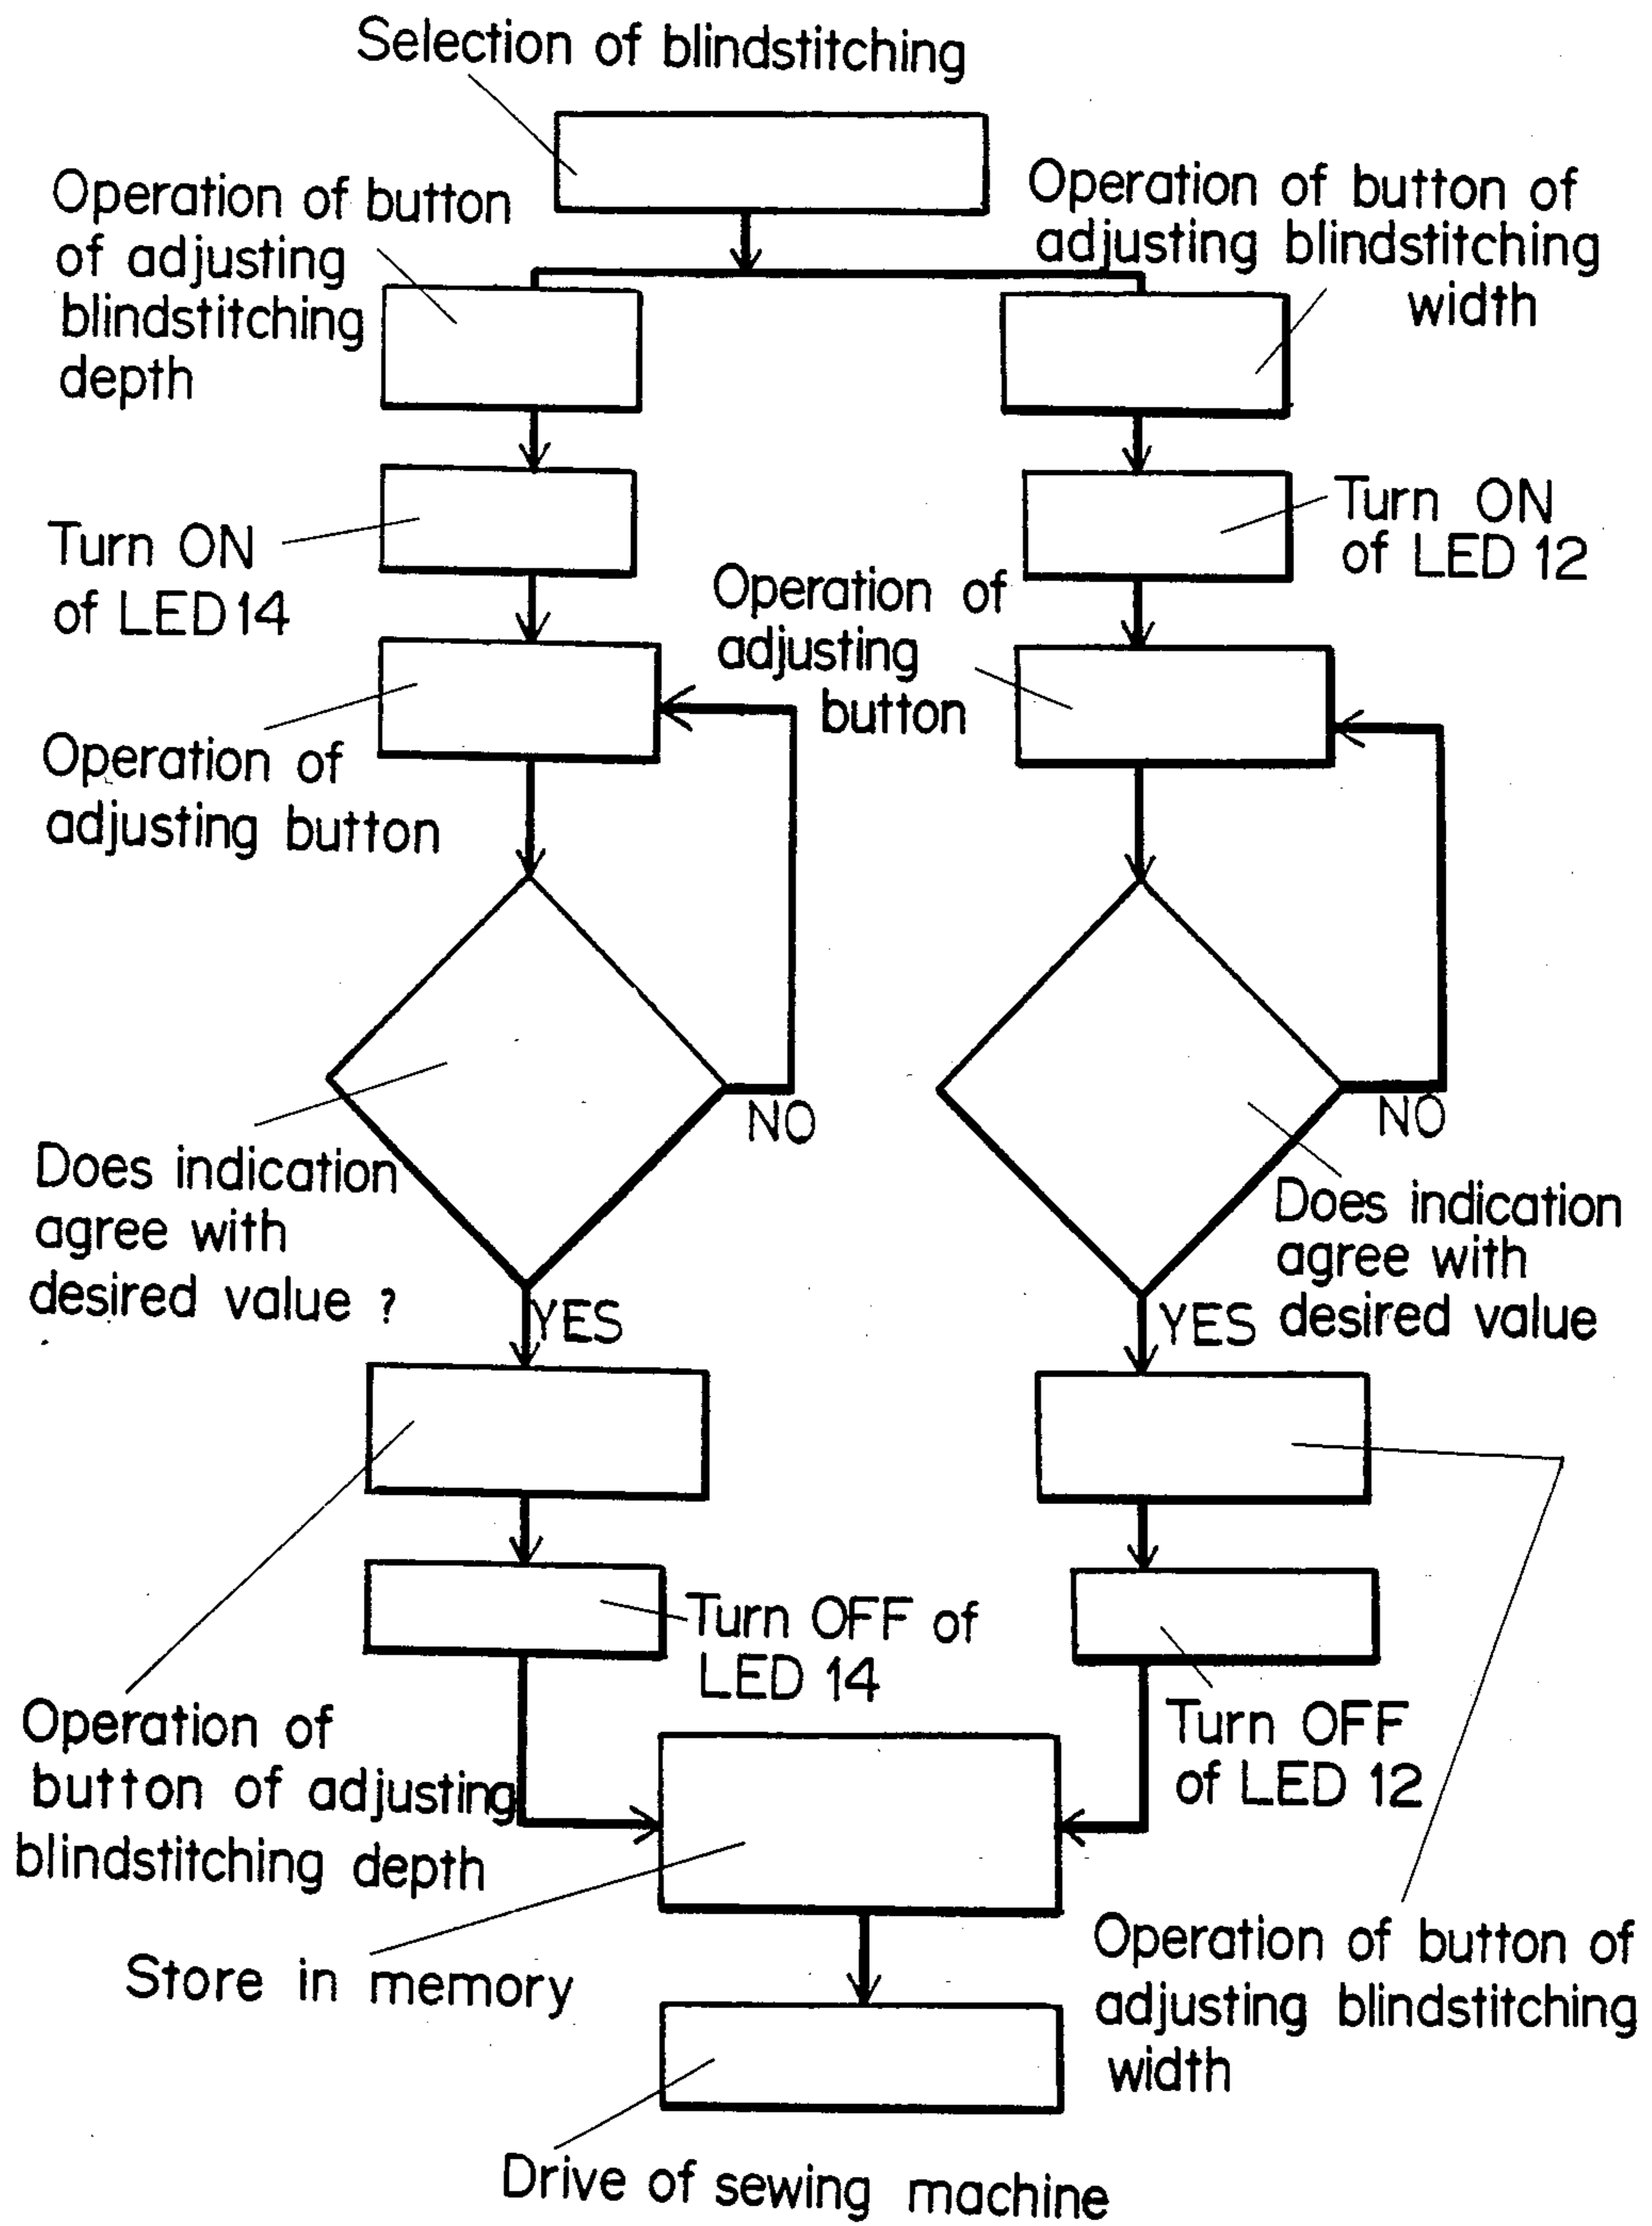 Selection of blindstitching
Operation of button
of adjusting
blindstitching
depth
Operation of button of
adjusting blindstitching
width
Turn ON
of LED 14
Turn ON
of LED 12
Operation of
adjusting button
Operation of
adjusting
button
NO
NO
Does indication
agree with
desired value ?
Does indication
agree with
desired value
YES
YES
Turn OFF of
LED 14
Turn OFF
of LED 12
Operation of
button of adjusting
blindstitching depth
Store in memory
Operation of button of
adjusting blindstitching
width
Drive of sewing machine